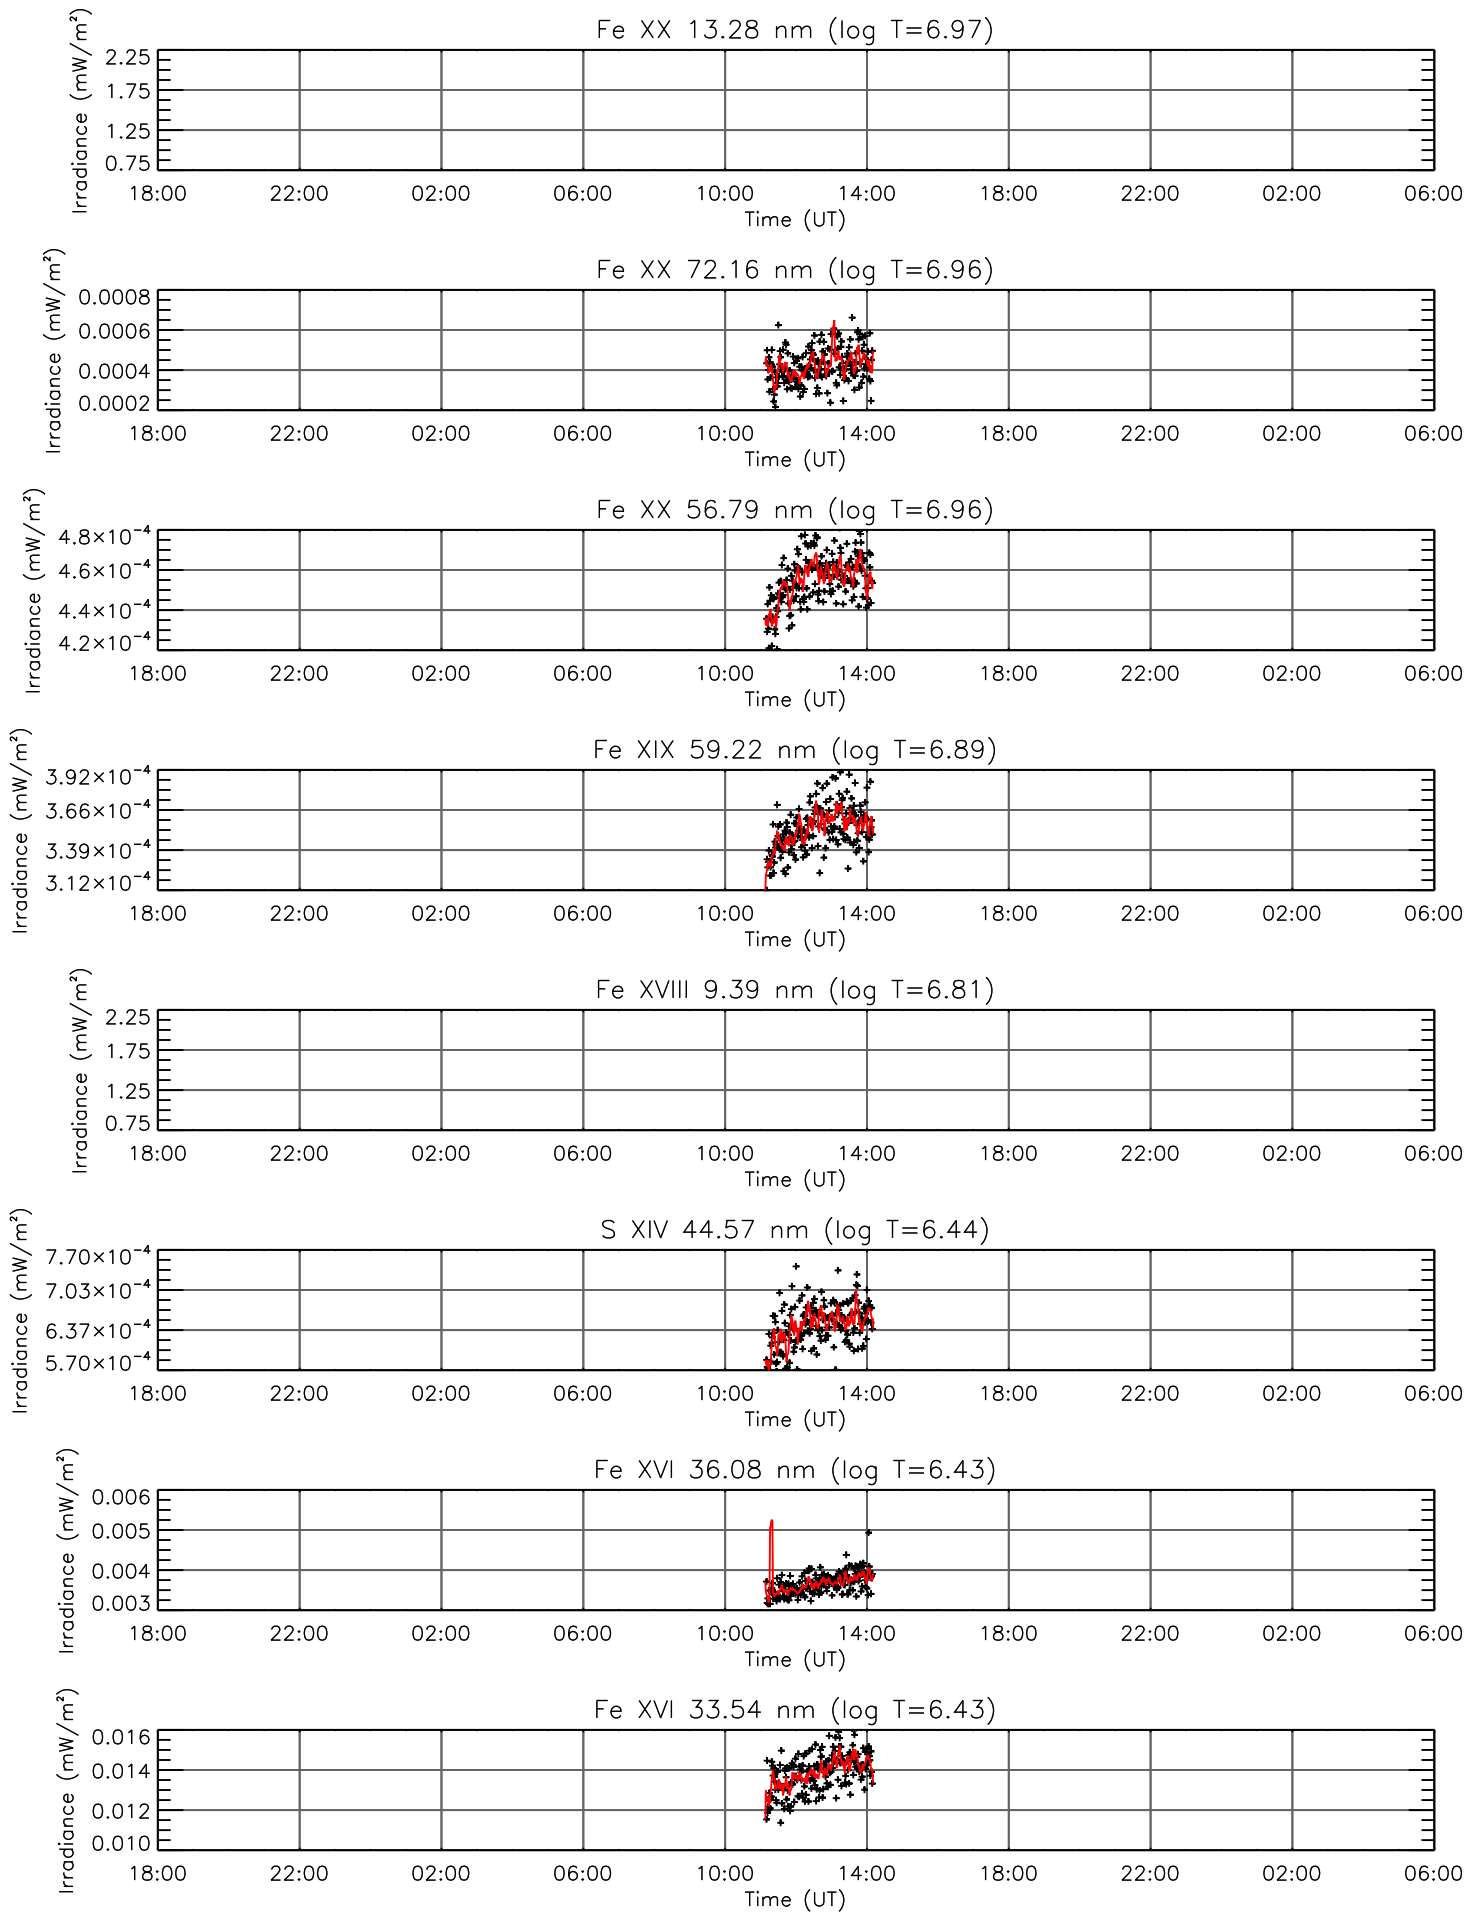 Fe XX 13.28 nm (log T=6.97)
Irradiance (mW/m²)
2.25
1.75
1.25
0.75
18:00 22:00 02:00 06:00 10:00 14:00 18:00 22:00 02:00 06:00
Time (UT)
Fe XX 72.16 nm (log T=6.96)
Irradiance (mW/m²)
0.0008
0.0006
0.0004
0.0002
18:00 22:00 02:00 06:00 10:00 14:00 18:00 22:00 02:00 06:00
Time (UT)
Fe XX 56.79 nm (log T=6.96)
Irradiance (mW/m²)
4.8×10⁻⁴
4.6×10⁻⁴
4.4×10⁻⁴
4.2×10⁻⁴
18:00 22:00 02:00 06:00 10:00 14:00 18:00 22:00 02:00 06:00
Time (UT)
Fe XIX 59.22 nm (log T=6.89)
Irradiance (mW/m²)
3.92×10⁻⁴
3.66×10⁻⁴
3.39×10⁻⁴
3.12×10⁻⁴
18:00 22:00 02:00 06:00 10:00 14:00 18:00 22:00 02:00 06:00
Time (UT)
Fe XVIII 9.39 nm (log T=6.81)
Irradiance (mW/m²)
2.25
1.75
1.25
0.75
18:00 22:00 02:00 06:00 10:00 14:00 18:00 22:00 02:00 06:00
Time (UT)
S XIV 44.57 nm (log T=6.44)
Irradiance (mW/m²)
7.70×10⁻⁴
7.03×10⁻⁴
6.37×10⁻⁴
5.70×10⁻⁴
18:00 22:00 02:00 06:00 10:00 14:00 18:00 22:00 02:00 06:00
Time (UT)
Fe XVI 36.08 nm (log T=6.43)
Irradiance (mW/m²)
0.006
0.005
0.004
0.003
18:00 22:00 02:00 06:00 10:00 14:00 18:00 22:00 02:00 06:00
Time (UT)
Fe XVI 33.54 nm (log T=6.43)
Irradiance (mW/m²)
0.016
0.014
0.012
0.010
18:00 22:00 02:00 06:00 10:00 14:00 18:00 22:00 02:00 06:00
Time (UT)